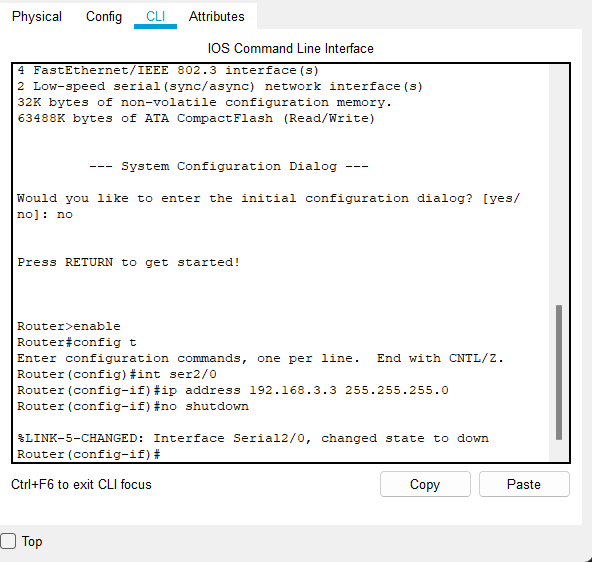 Physical Config CLI Attributes
IOS Command Line Interface
4 FastEthernet/IEEE 802.3 interface(s)
2 Low-speed serial(sync/async) network interface(s)
32K bytes of non-volatile configuration memory.
63488K bytes of ATA CompactFlash (Read/Write)
--- System Configuration Dialog ---
Would you like to enter the initial configuration dialog? [yes/
no]: no
Press RETURN to get started!
Router>enable
Router#config t
Enter configuration commands, one per line.  End with CNTL/Z.
Router(config)#int ser2/0
Router(config-if)#ip address 192.168.3.3 255.255.255.0
Router(config-if)#no shutdown
%LINK-5-CHANGED: Interface Serial2/0, changed state to down
Router(config-if)#
Ctrl+F6 to exit CLI focus Copy Paste
Top